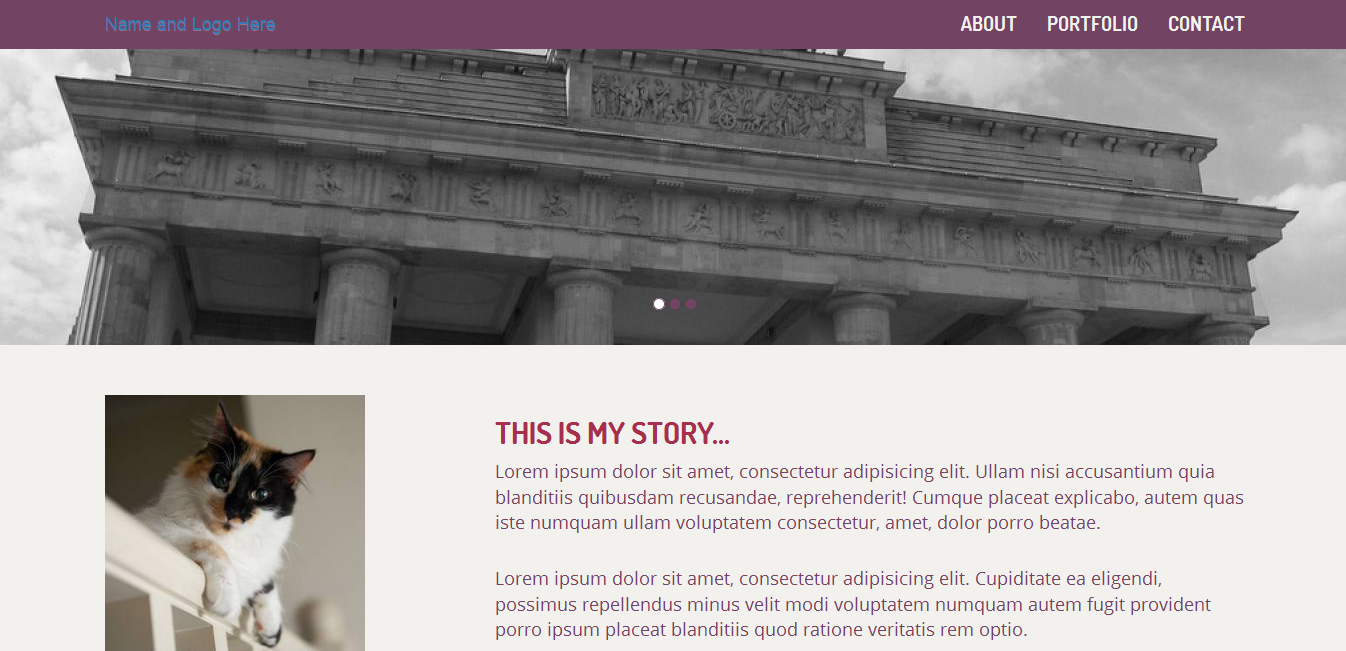 Name and Logo Here
ABOUT PORTFOLIO CONTACT
THIS IS MY STORY...
Lorem ipsum dolor sit amet, consectetur adipisicing elit. Ullam nisi accusantium quia
blanditiis quibusdam recusandae, reprehenderit! Cumque placeat explicabo, autem quas
iste numquam ullam voluptatem consectetur, amet, dolor porro beatae.
Lorem ipsum dolor sit amet, consectetur adipisicing elit. Cupiditate ea eligendi,
possimus repellendus minus velit modi voluptatem numquam autem fugit provident
porro ipsum placeat blanditiis quod ratione veritatis rem optio.